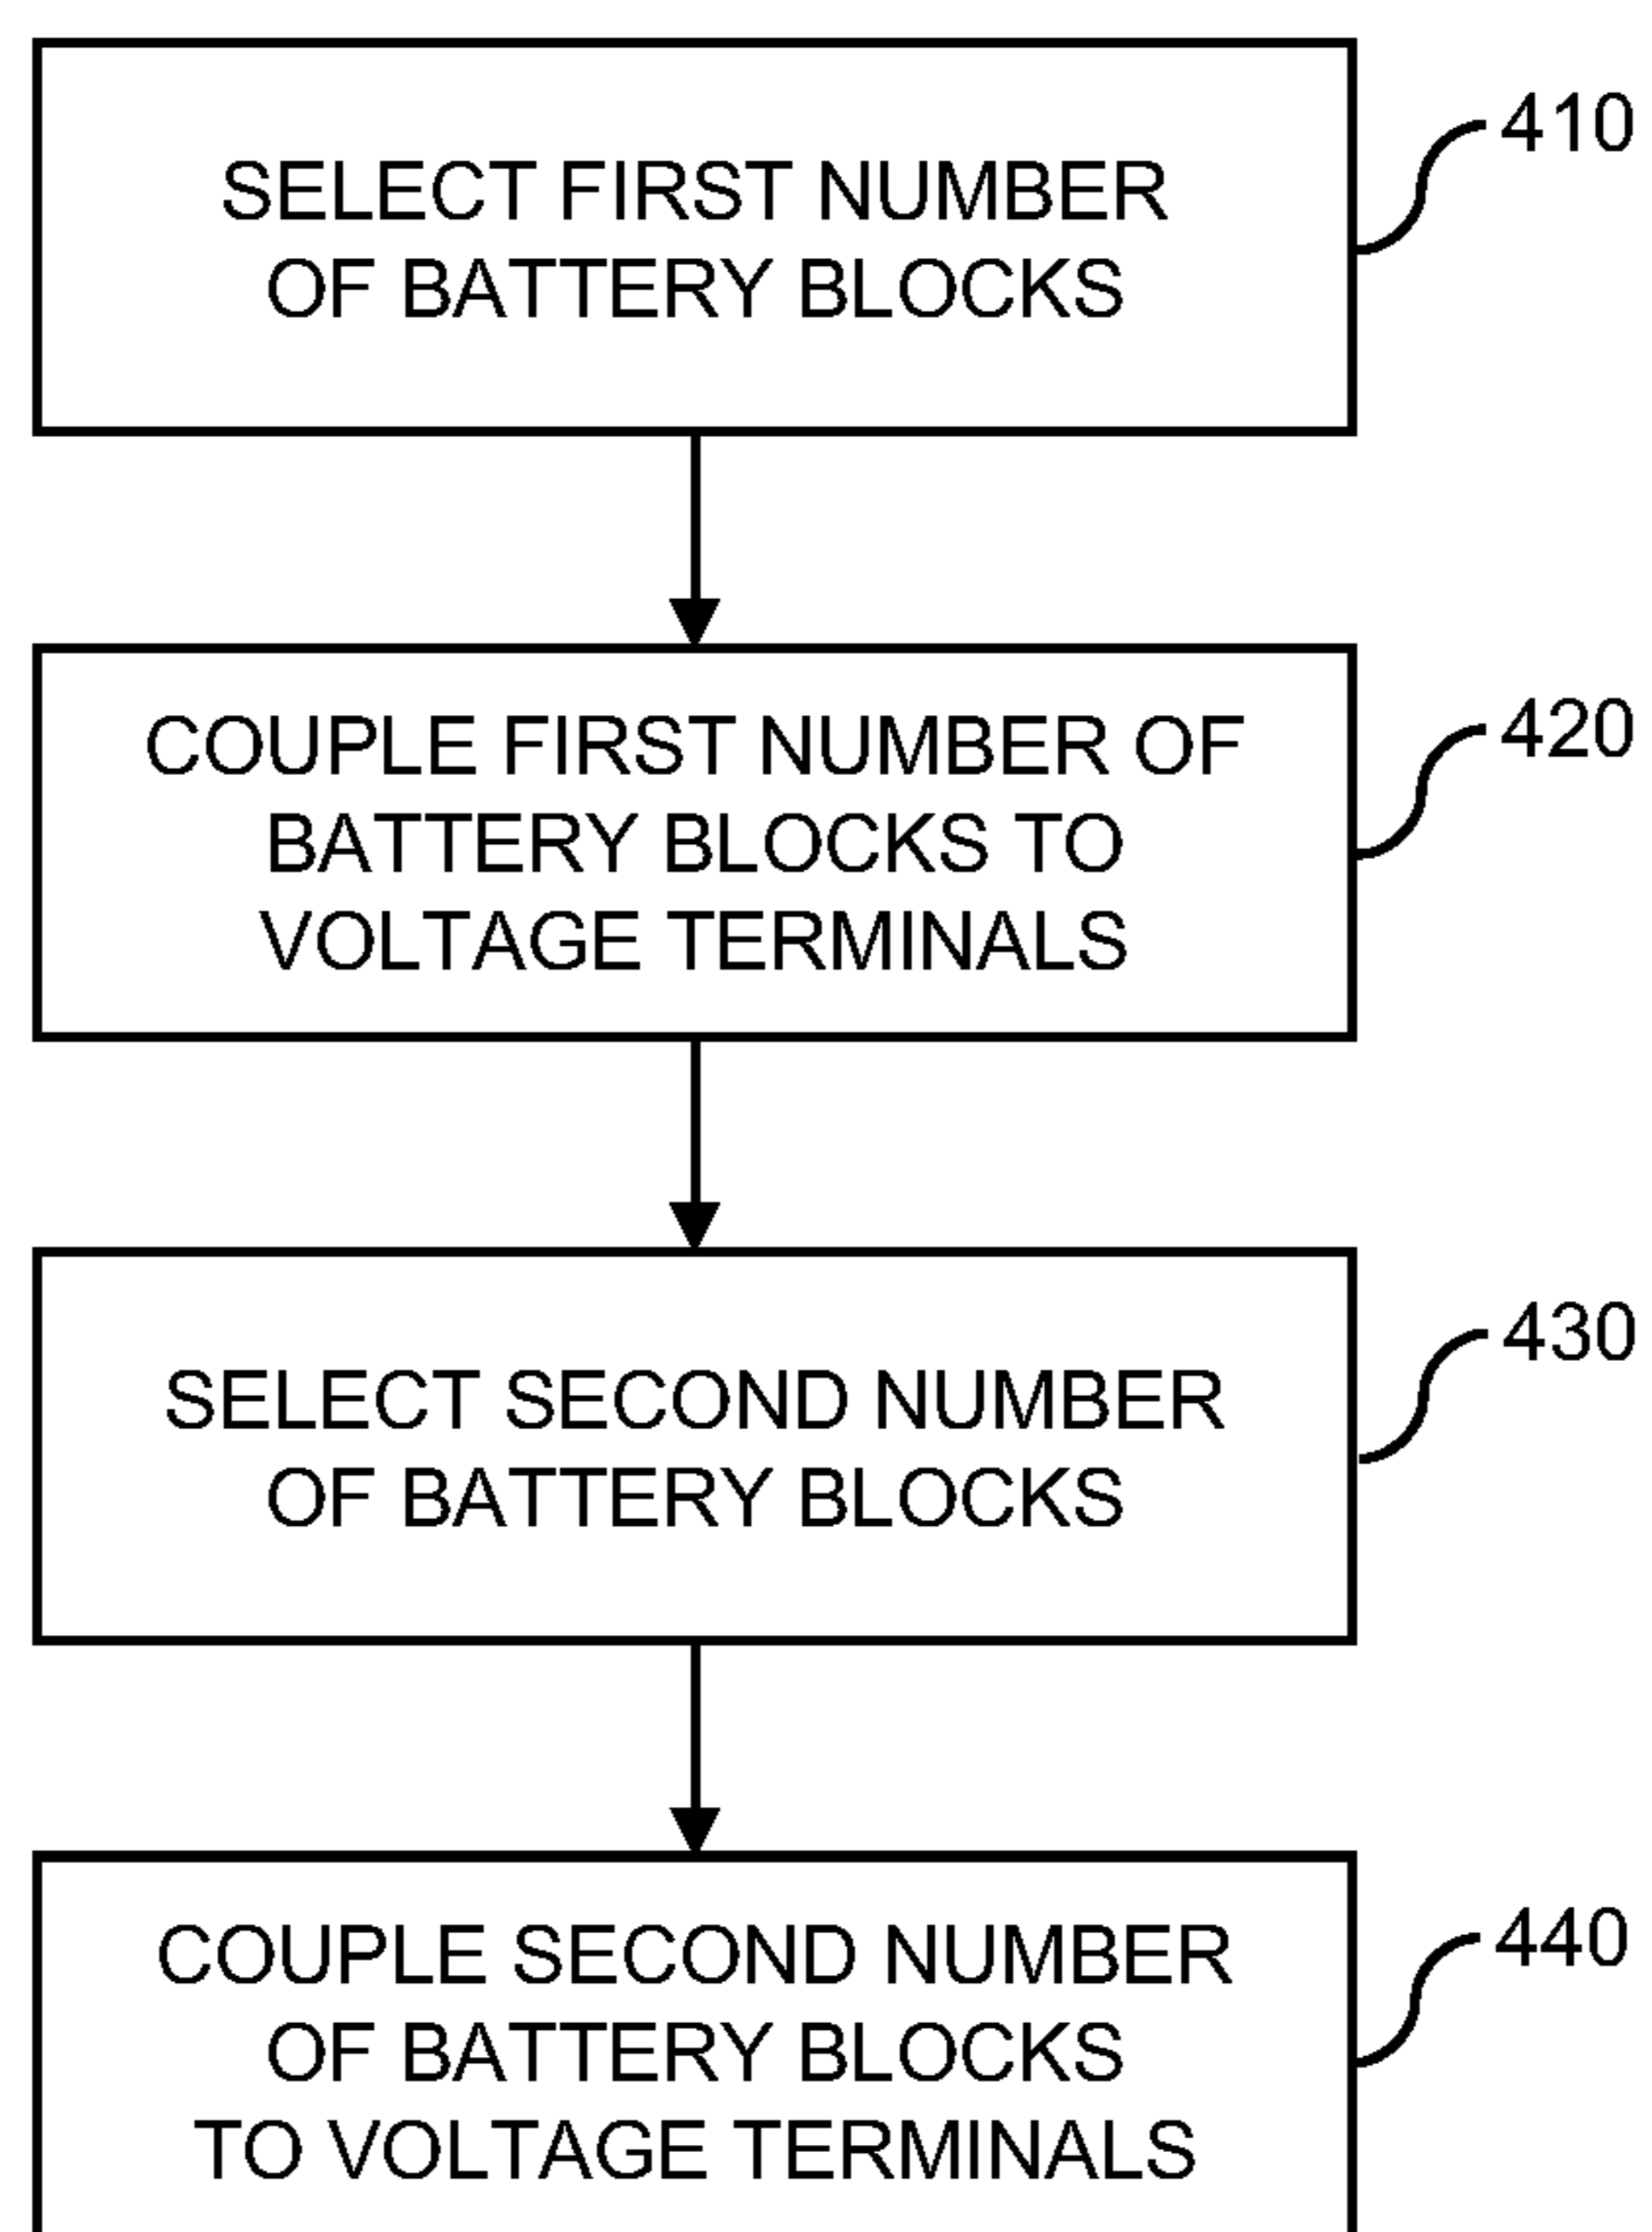 SELECT FIRST NUMBER
OF BATTERY BLOCKS
410
COUPLE FIRST NUMBER OF
BATTERY BLOCKS TO
VOLTAGE TERMINALS
420
SELECT SECOND NUMBER
OF BATTERY BLOCKS
430
COUPLE SECOND NUMBER
OF BATTERY BLOCKS
TO VOLTAGE TERMINALS
440